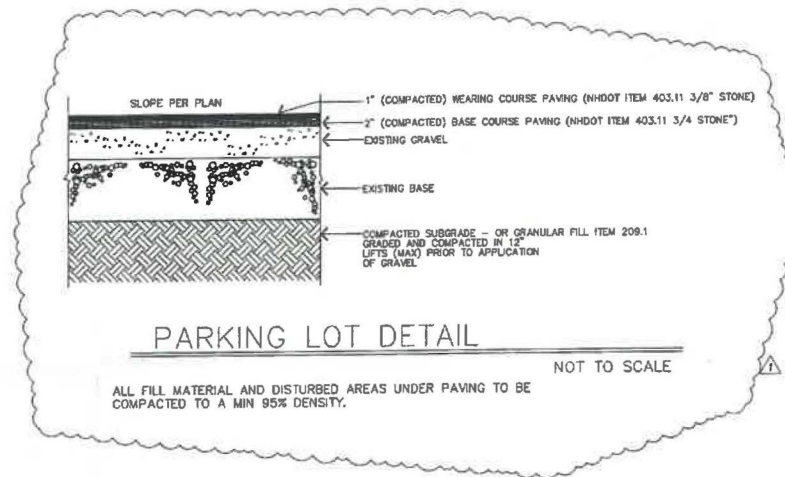 SLOPE PER PLAN
1" (COMPACTED) WEARING COURSE PAVING (NHDOT ITEM 403.11 3/8" STONE)
2" (COMPACTED) BASE COURSE PAVING (NHDOT ITEM 403.11 3/4 STONE")
EXISTING GRAVEL
EXISTING BASE
COMPACTED SUBGRADE - OR GRANULAR FILL ITEM 209.1
GRADED AND COMPACTED IN 12"
LIFTS (MAX) PRIOR TO APPLICATION
OF GRAVEL
PARKING LOT DETAIL
NOT TO SCALE
1
ALL FILL MATERIAL AND DISTURBED AREAS UNDER PAVING TO BE
COMPACTED TO A MIN 95% DENSITY.